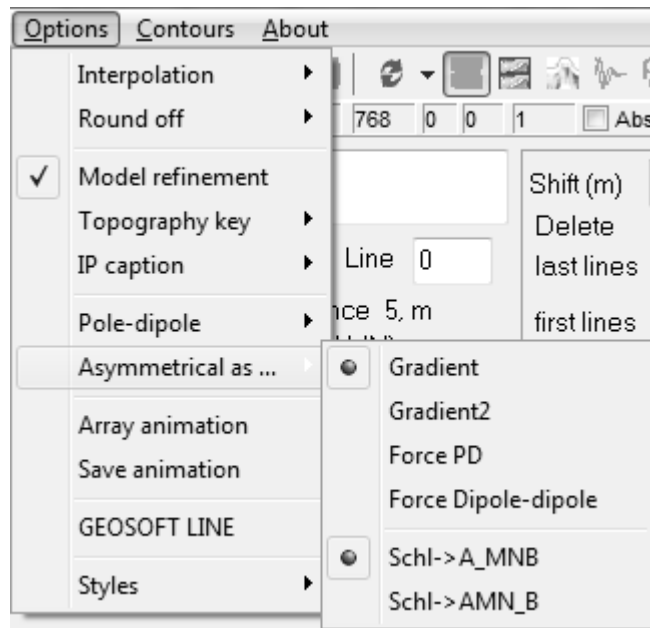 Options Contours About
Interpolation
Round off
768 0 0 1 Abs
Model refinement
Shift (m)
Topography key
Delete
IP caption
Line 0
last lines
Pole-dipole
nce 5, m
first lines
Asymmetrical as ...
Gradient
Gradient2
Array animation
Force PD
Save animation
Force Dipole-dipole
GEOSOFT LINE
Schl->A_MNB
Styles
Schl->AMN_B